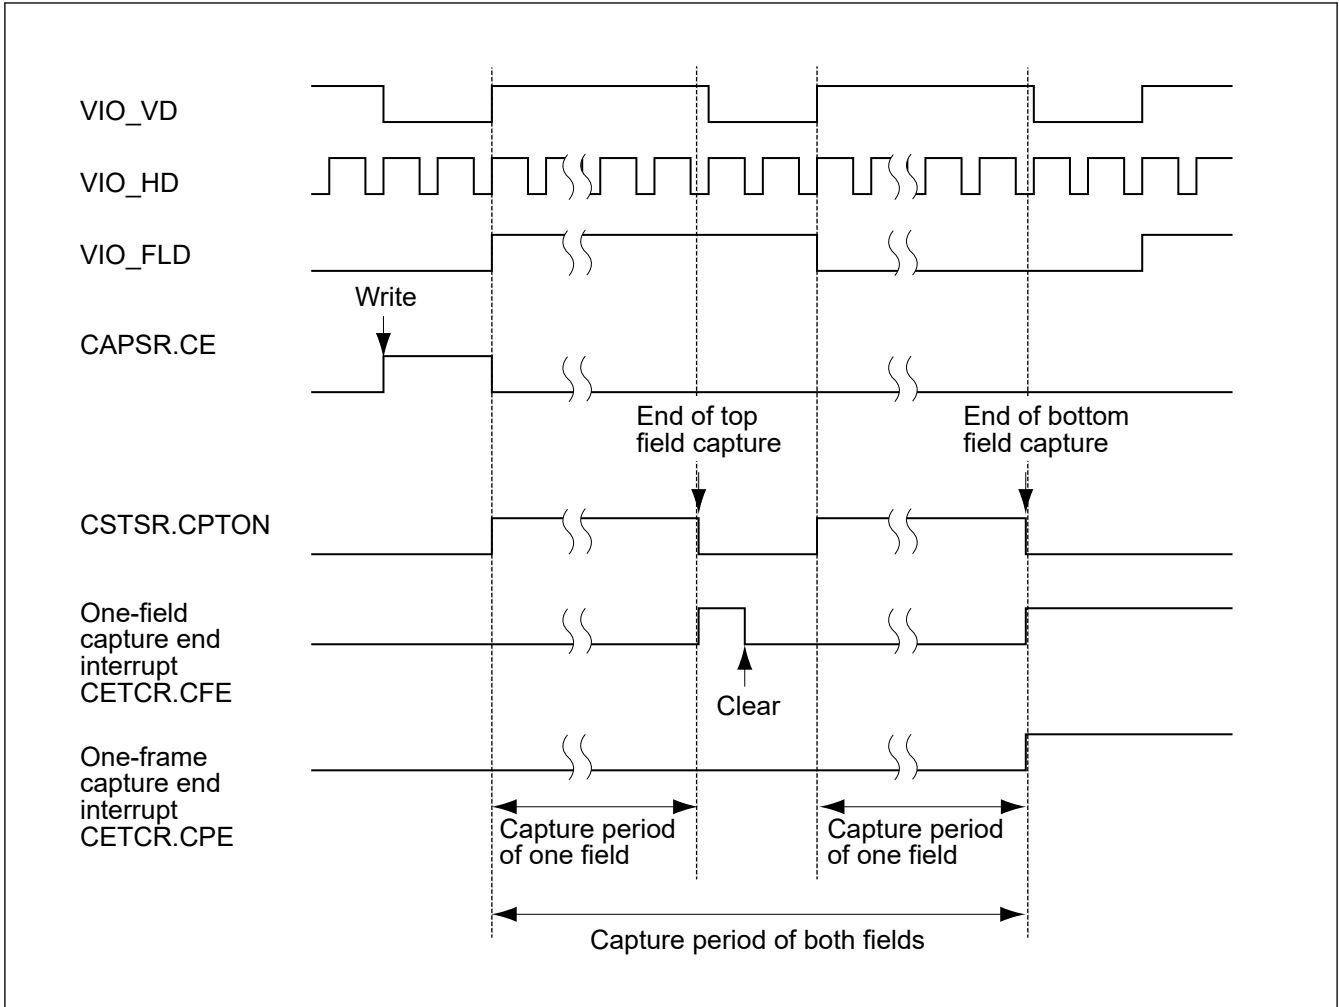 VIO_VD
VIO_HD
VIO_FLD
Write
CAPSR.CE
End of top
field capture
End of bottom
field capture
CSTSR.CPTON
One-field
capture end
interrupt
CETCR.CFE
Clear
One-frame
capture end
interrupt
CETCR.CPE
Capture period
of one field
Capture period
of one field
Capture period of both fields